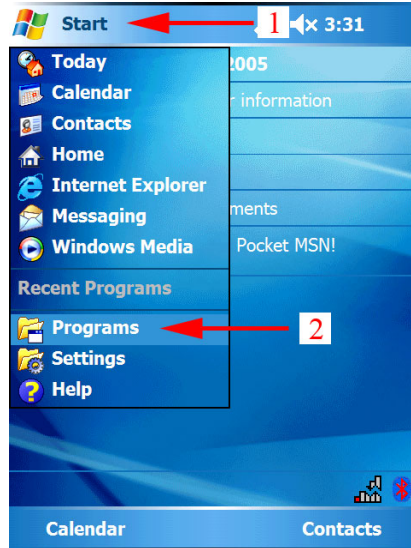 Start 1 3:31
Today 2005
Calendar r information
Contacts
Home
Internet Explorer
Messaging ments
Windows Media Pocket MSN!
Recent Programs
Programs 2
Settings
Help
Calendar Contacts